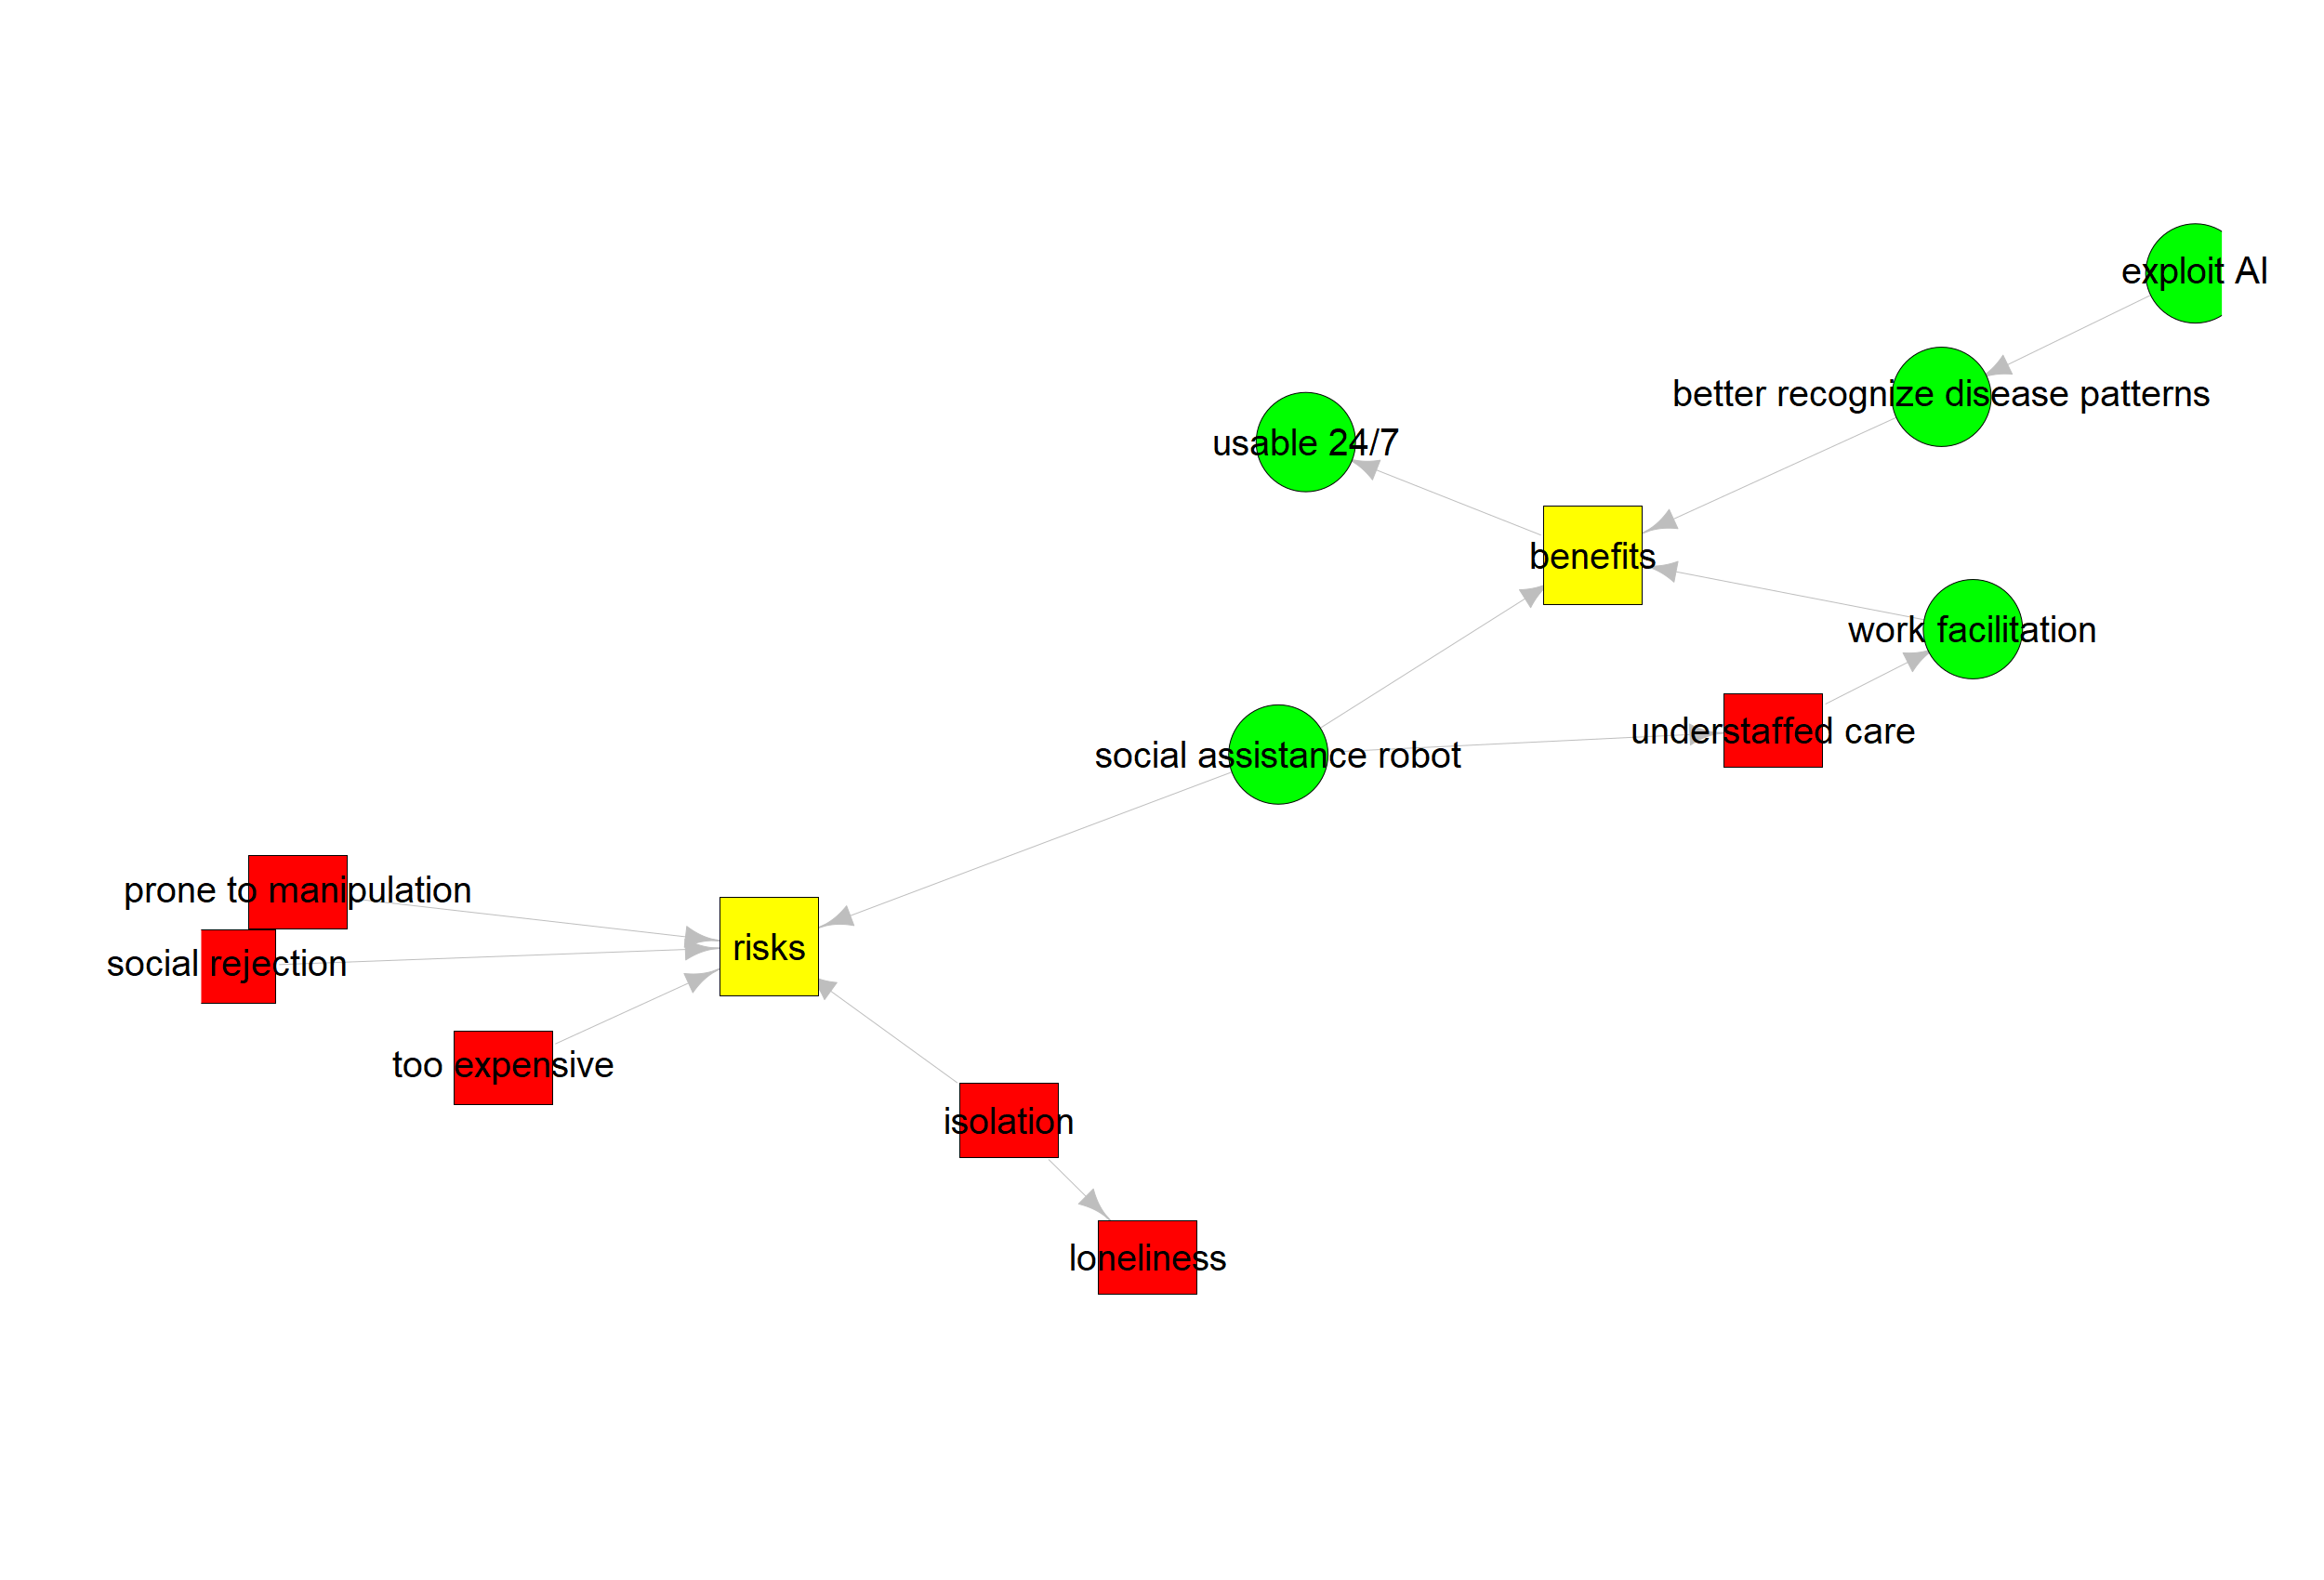 exploit AI
better recognize disease patterns
usable 24/7
benefits
work facilitation
understaffed care
social assistance robot
prone to manipulation
risks
social rejection
too expensive
isolation
loneliness